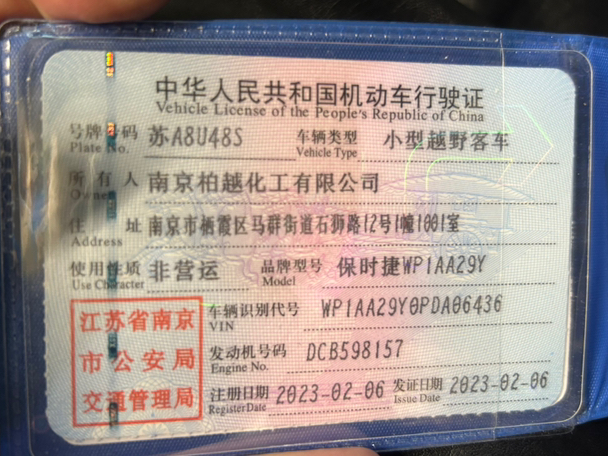 中华人民共和国机动车行驶证
Vehicle License of the People's Republic of China
号牌号码 苏A8U48S 车辆类型 小型越野客车
Plate No. Vehicle Type
所有人 南京柏越化工有限公司
Owner
住址 南京市栖霞区马群街道石狮路12号1幢1001室
Address
使用性质 非营运 品牌型号 保时捷WP1AA29Y
Use Character Model
江苏省南京
市公安局
交通管理局
车辆识别代号 WP1AA29Y0PDA06436
VIN
发动机号码 DCB598157
Engine No.
注册日期 2023-02-06 发证日期 2023-02-06
Register Date Issue Date